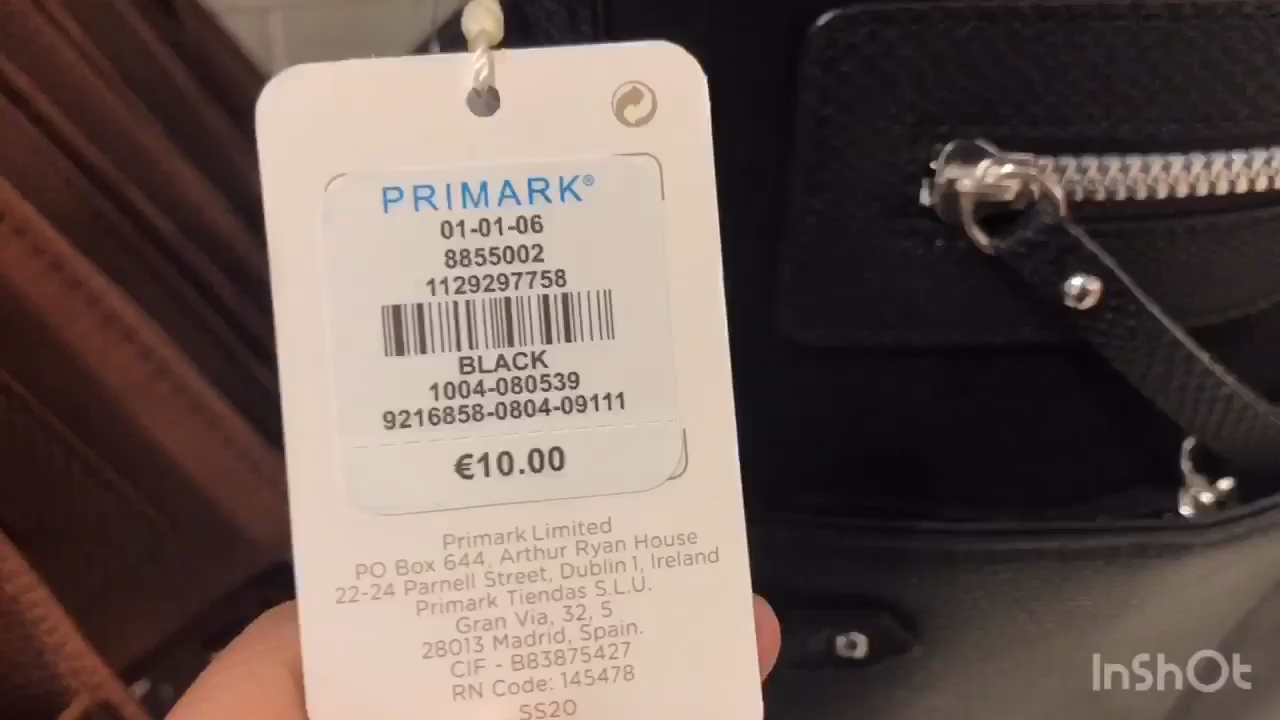 PRIMARK®
01-01-06
8855002
1129297758
BLACK
1004-080539
9216858-0804-09111
€10.00
Primark Limited
PO Box 644, Arthur Ryan House
22-24 Parnell Street, Dublin 1, Ireland
Primark Tiendas S.L.U.
Gran Via, 32, 5
28013 Madrid, Spain.
CIF - B83875427
RN Code: 145478
SS20
InShOt